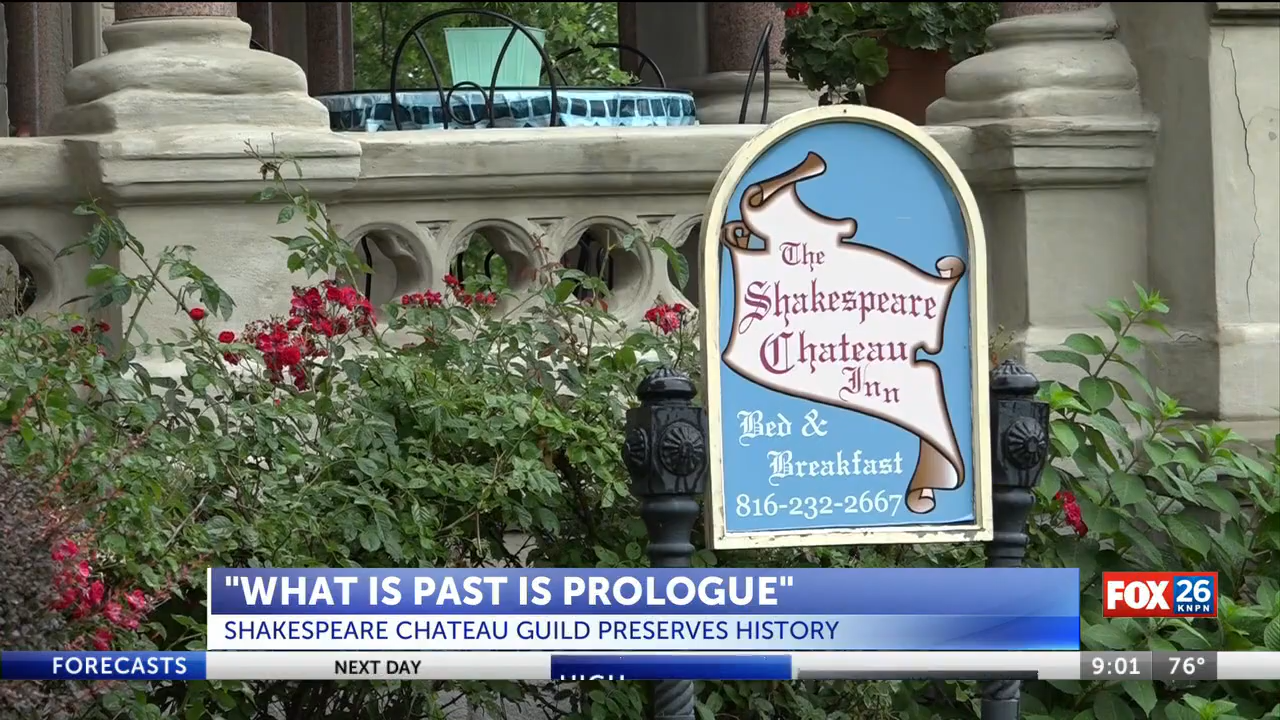 The
Shakespeare
Chateau
Inn
Bed &
Breakfast
816-232-2667
"WHAT IS PAST IS PROLOGUE"
SHAKESPEARE CHATEAU GUILD PRESERVES HISTORY
FOX 26
KNPN
FORECASTS NEXT DAY HIGH 9:01 76°